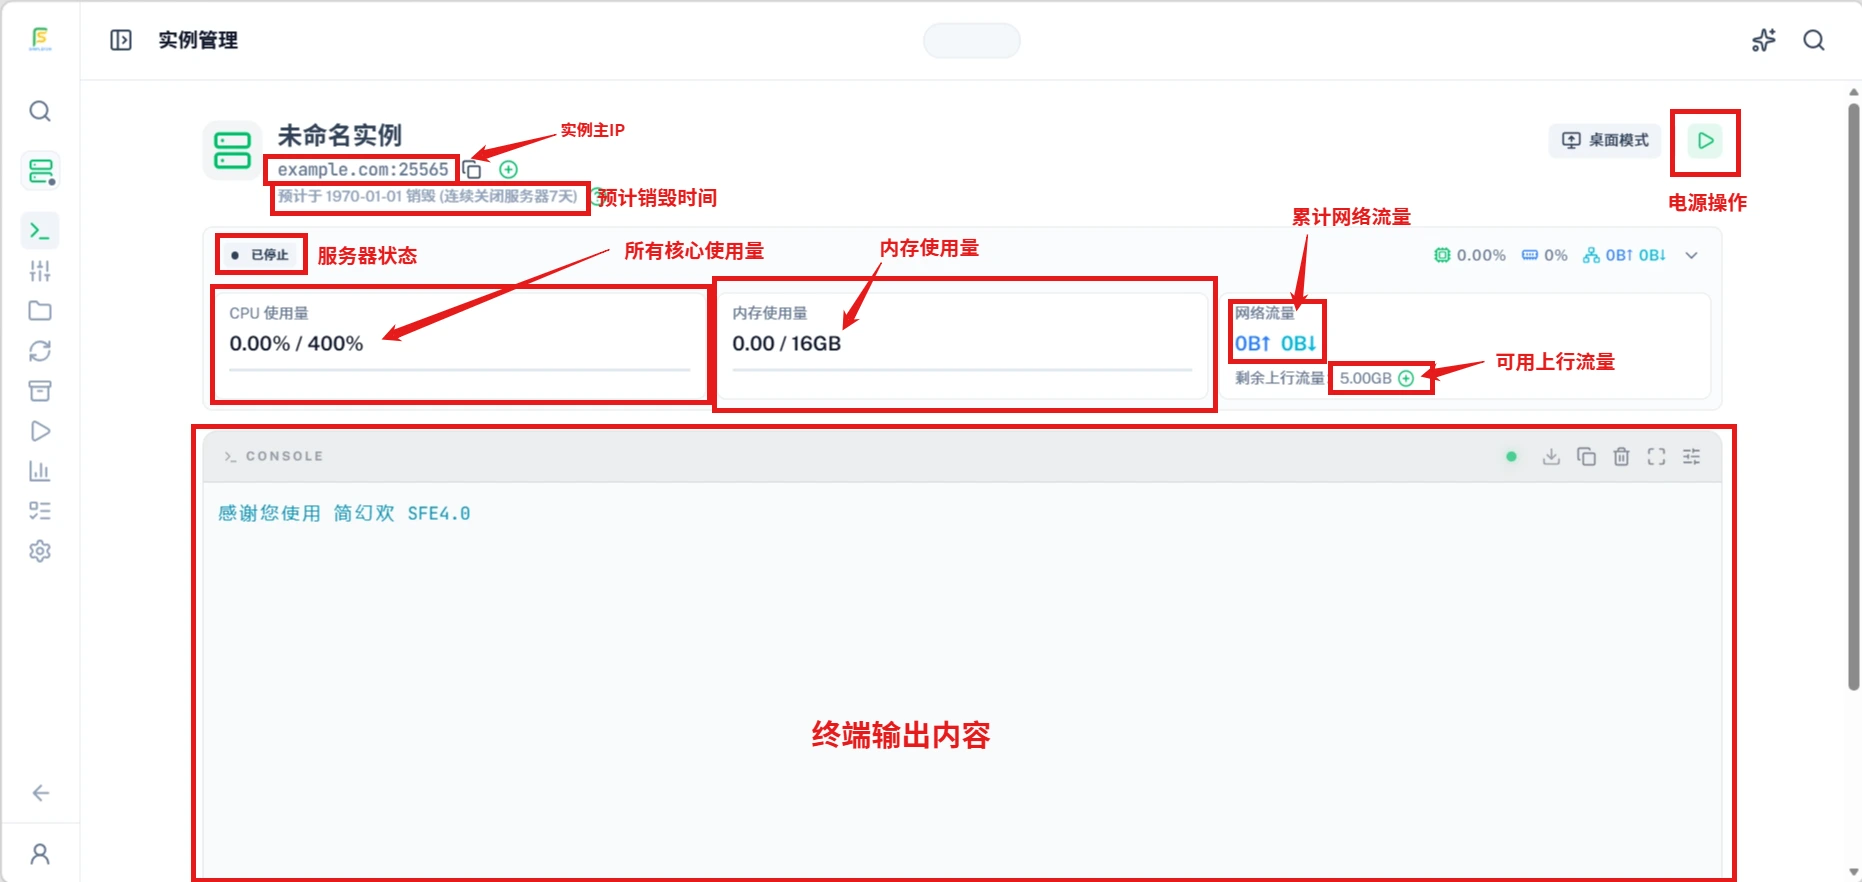 实例管理
未命名实例
实例主IP
example.com:25565
预计于 1970-01-01 销毁 (连续关闭服务器7天)
预计销毁时间
桌面模式
电源操作
已停止
服务器状态
所有核心使用量
内存使用量
累计网络流量
0.00%
0%
0B↑ 0B↓
CPU 使用量
0.00% / 400%
内存使用量
0.00 / 16GB
网络流量
0B↑ 0B↓
剩余上行流量
5.00GB
可用上行流量
>_ CONSOLE
感谢您使用 简幻欢 SFE4.0
终端输出内容